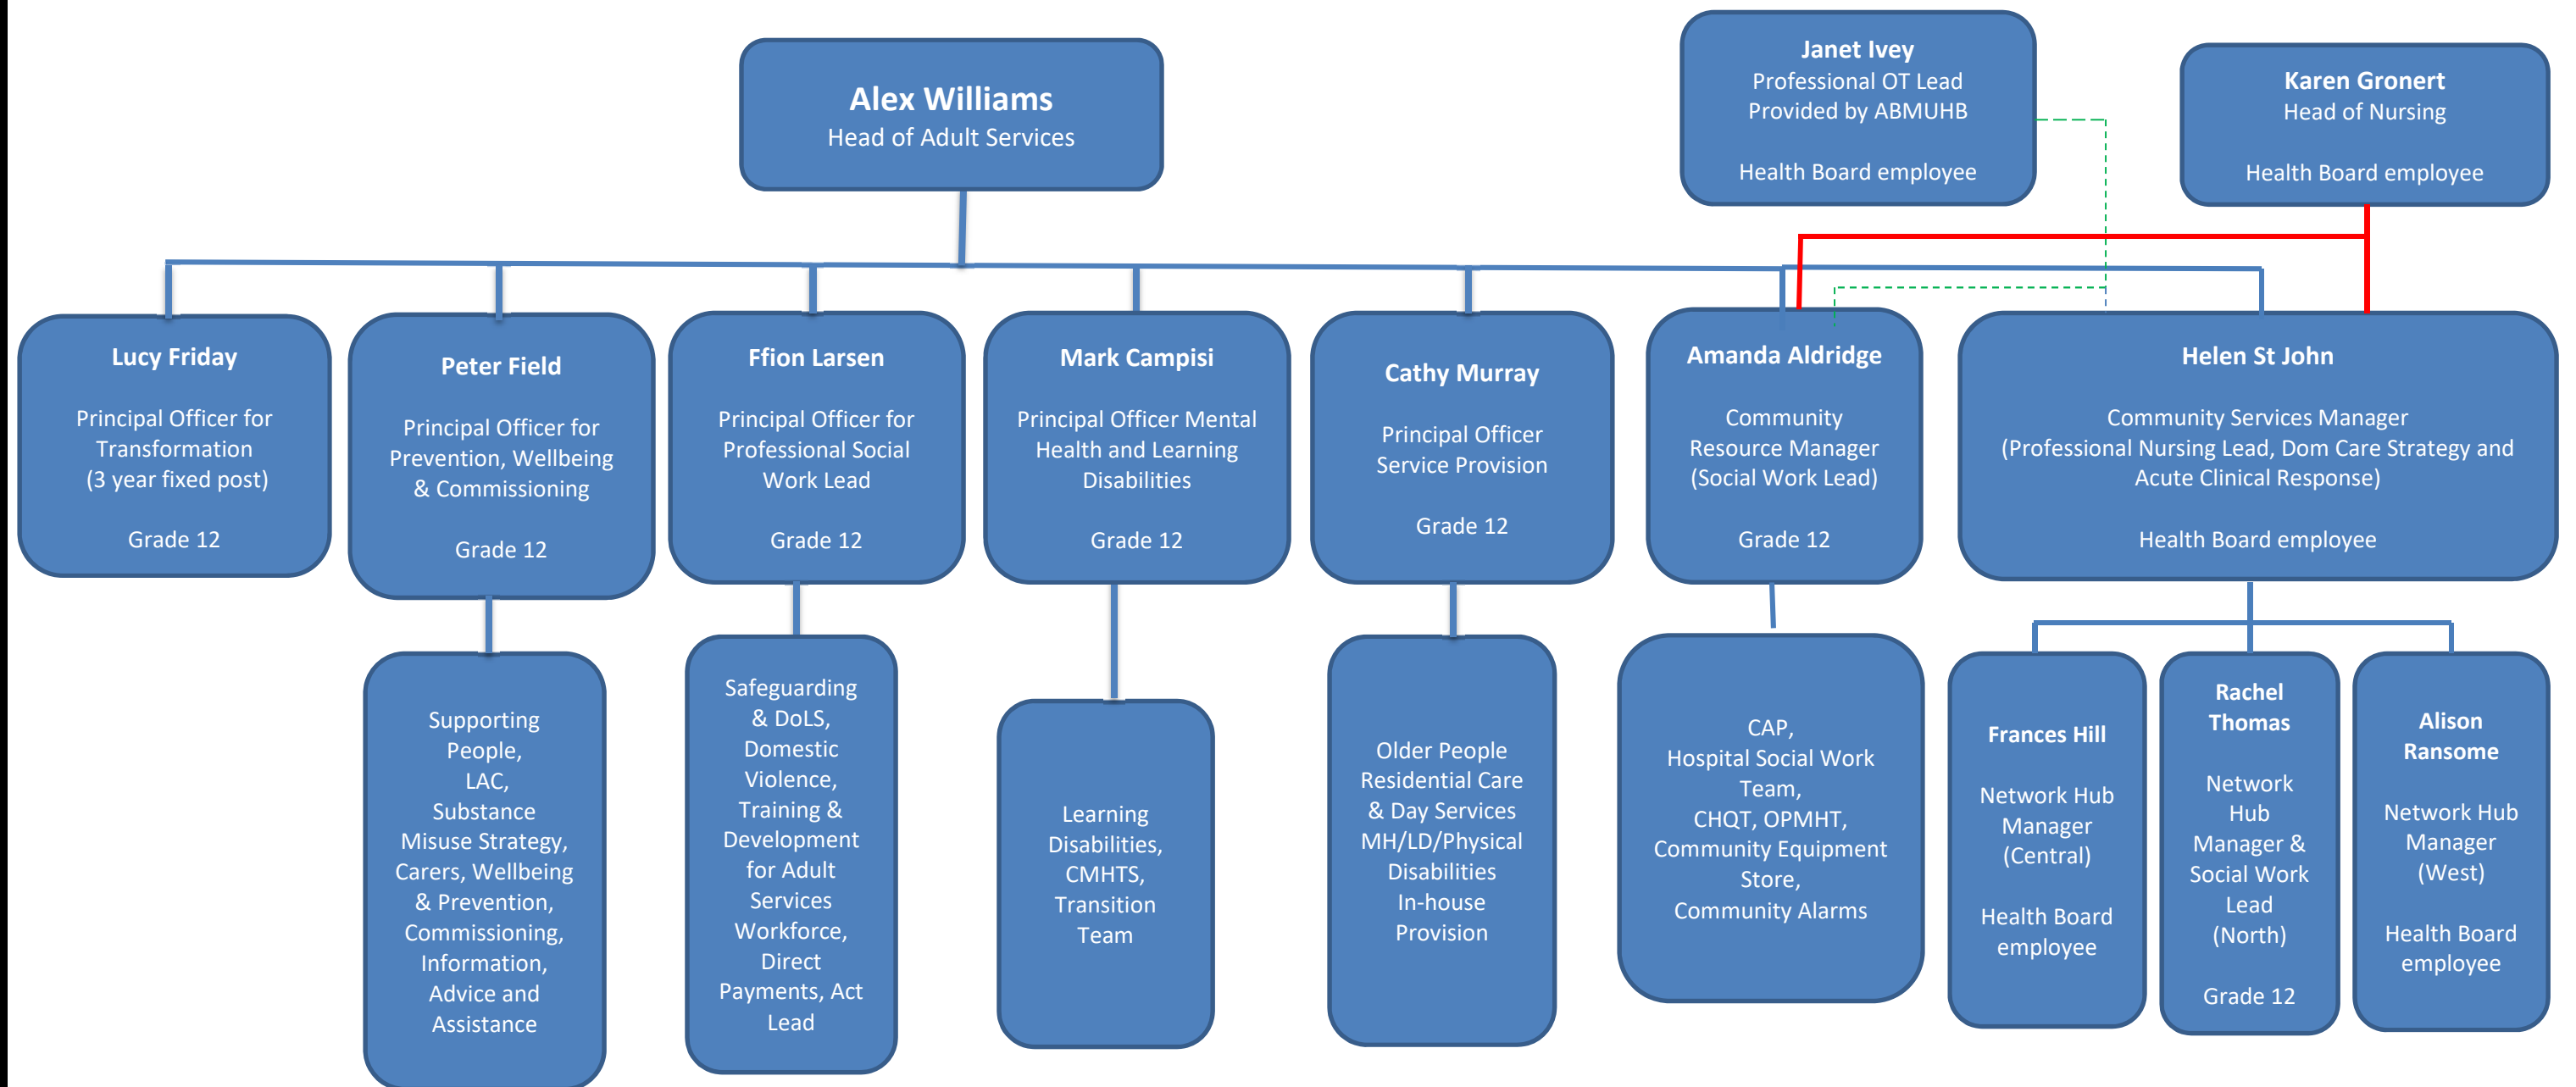 Alex Williams
Head of Adult Services
Janet Ivey
Professional OT Lead
Provided by ABMUHB
Health Board employee
Karen Gronert
Head of Nursing
Health Board employee
Lucy Friday
Principal Officer for
Transformation
(3 year fixed post)
Grade 12
Peter Field
Principal Officer for
Prevention, Wellbeing
& Commissioning
Grade 12
Ffion Larsen
Principal Officer for
Professional Social
Work Lead
Grade 12
Mark Campisi
Principal Officer Mental
Health and Learning
Disabilities
Grade 12
Cathy Murray
Principal Officer
Service Provision
Grade 12
Amanda Aldridge
Community
Resource Manager
(Social Work Lead)
Grade 12
Helen St John
Community Services Manager
(Professional Nursing Lead, Dom Care Strategy and
Acute Clinical Response)
Health Board employee
Supporting
People,
LAC,
Substance
Misuse Strategy,
Carers, Wellbeing
& Prevention,
Commissioning,
Information,
Advice and
Assistance
Safeguarding
& DoLS,
Domestic
Violence,
Training &
Development
for Adult
Services
Workforce,
Direct
Payments, Act
Lead
Learning
Disabilities,
CMHTS,
Transition
Team
Older People
Residential Care
& Day Services
MH/LD/Physical
Disabilities
In-house
Provision
CAP,
Hospital Social Work
Team,
CHQT, OPMHT,
Community Equipment
Store,
Community Alarms
Frances Hill
Network Hub
Manager
(Central)
Health Board
employee
Rachel
Thomas
Network
Hub
Manager &
Social Work
Lead
(North)
Grade 12
Alison
Ransome
Network Hub
Manager
(West)
Health Board
employee